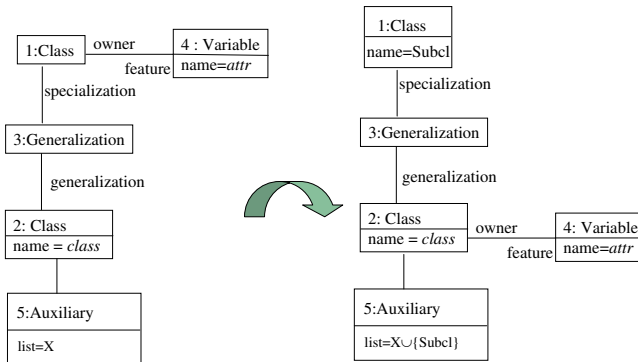 1:Class
owner
4 : Variable
feature
name=attr
specialization
3:Generalization
generalization
2: Class
name = class
5:Auxiliary
list=X
1:Class
name=Subcl
specialization
3:Generalization
generalization
2: Class
name = class
owner
feature
4: Variable
name=attr
5:Auxiliary
list=X∪{Subcl}